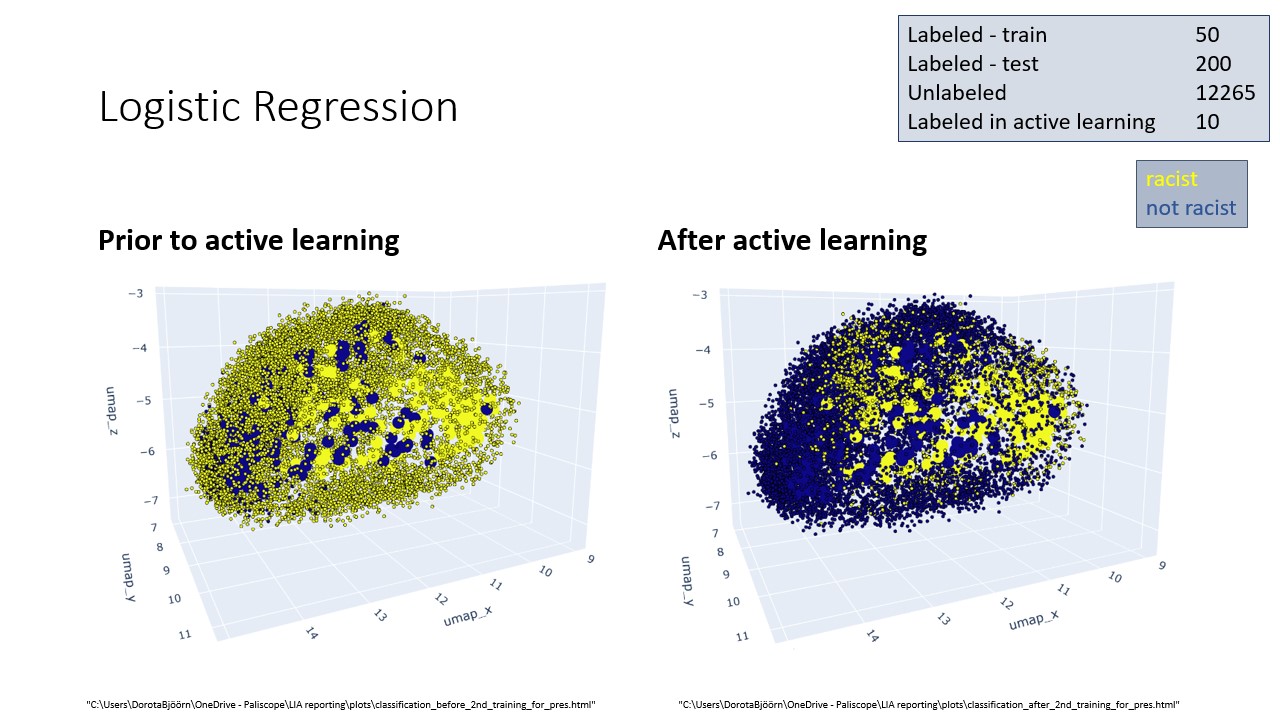 Labeled - train 50
Labeled - test 200
Unlabeled 12265
Labeled in active learning 10
Logistic Regression
racist
not racist
Prior to active learning
After active learning
−3
−4
−5
−6
−7
umap_z
7
8
9
10
11
umap_y
14
13
12
11
10
9
umap_x
−3
−4
−5
−6
−7
umap_z
7
8
9
10
11
umap_y
14
13
12
11
10
9
umap_x
"C:\Users\DorotaBjöörn\OneDrive - Paliscope\LIA reporting\plots\classification_before_2nd_training_for_pres.html"
"C:\Users\DorotaBjöörn\OneDrive - Paliscope\LIA reporting\plots\classification_after_2nd_training_for_pres.html"